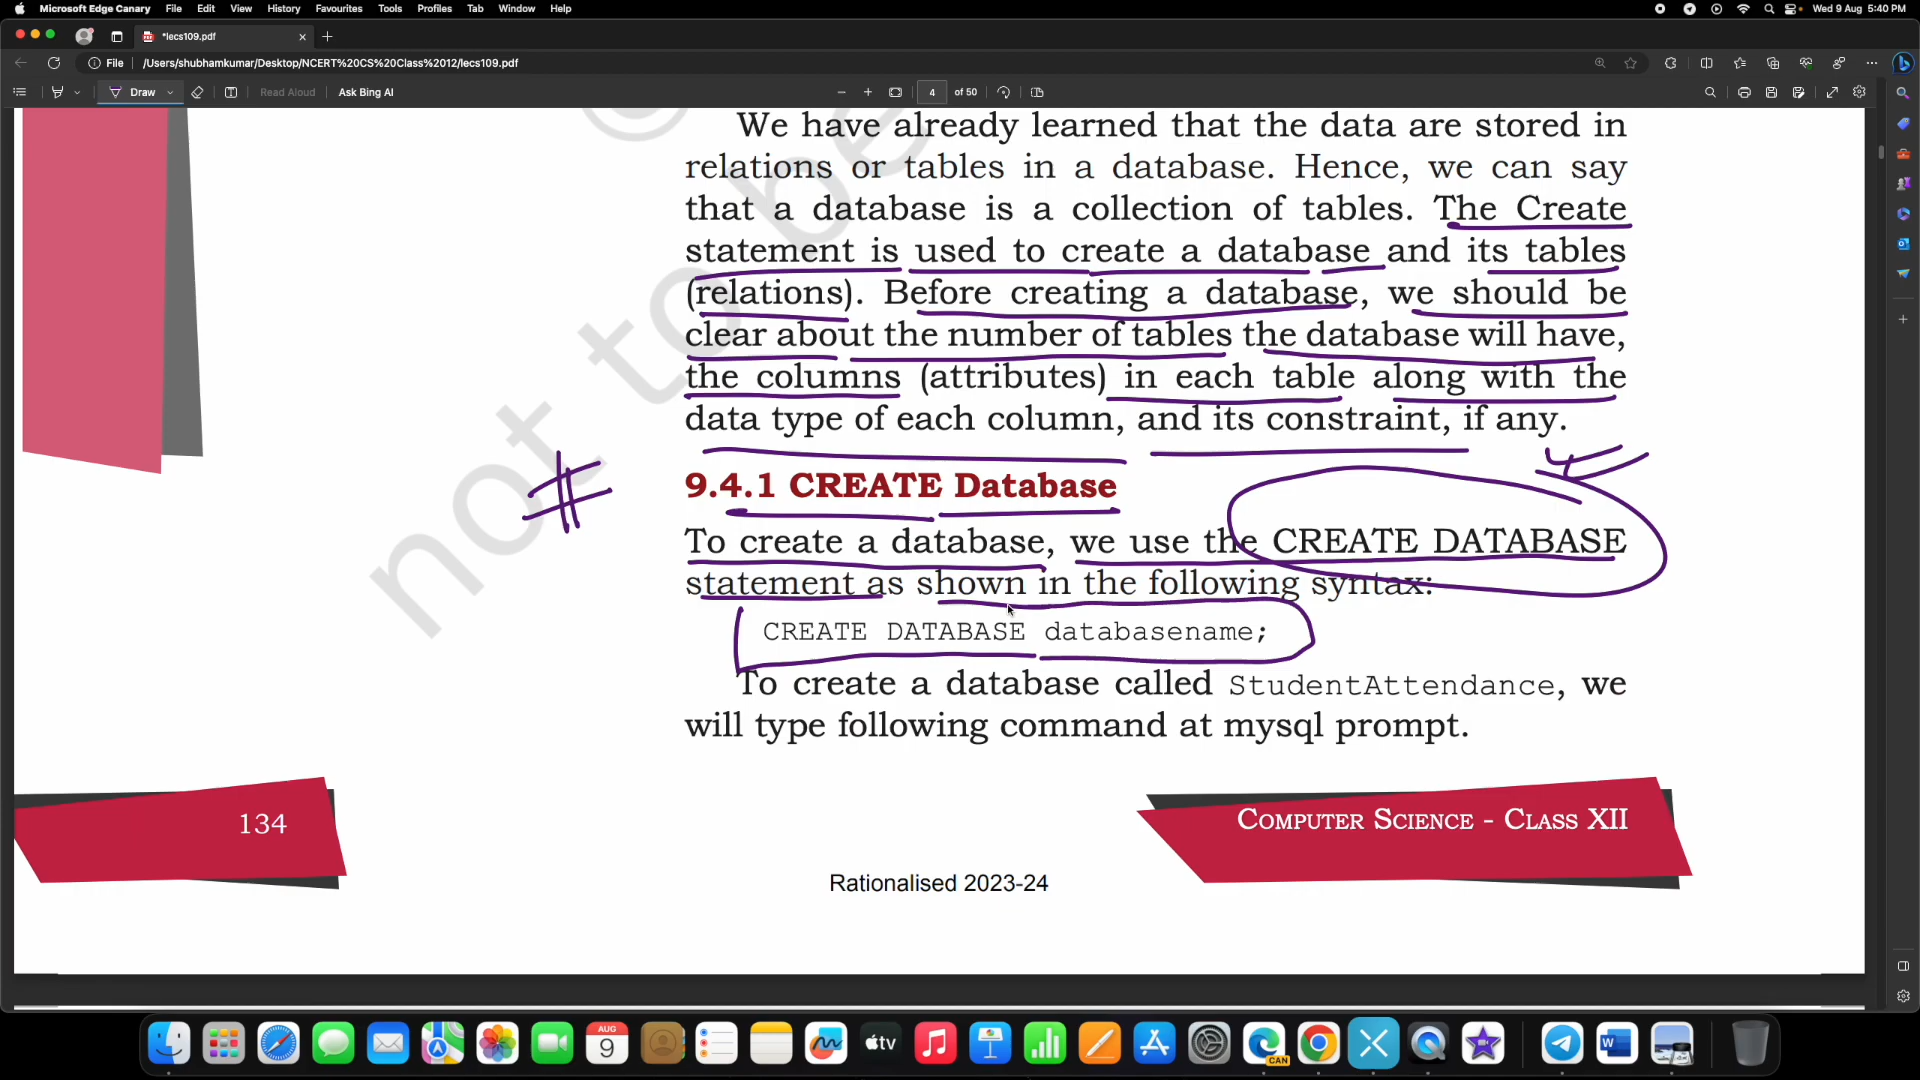 Microsoft Edge Canary File Edit View History Favourites Tools Profiles Tab Window Help Wed 9 Aug 5:40 PM
*lecs109.pdf
File /Users/shubhamkumar/Desktop/NCERT%20CS%20Class%2012/lecs109.pdf
Draw Read Aloud Ask Bing AI 4 of 50
We have already learned that the data are stored in
relations or tables in a database. Hence, we can say
that a database is a collection of tables. The Create
statement is used to create a database and its tables
(relations). Before creating a database, we should be
clear about the number of tables the database will have,
the columns (attributes) in each table along with the
data type of each column, and its constraint, if any.
9.4.1 CREATE Database
To create a database, we use the CREATE DATABASE
statement as shown in the following syntax:
CREATE DATABASE databasename;
To create a database called StudentAttendance, we
will type following command at mysql prompt.
not to be
134
Computer Science - Class XII
Rationalised 2023-24
AUG
9
tv
CAN
W